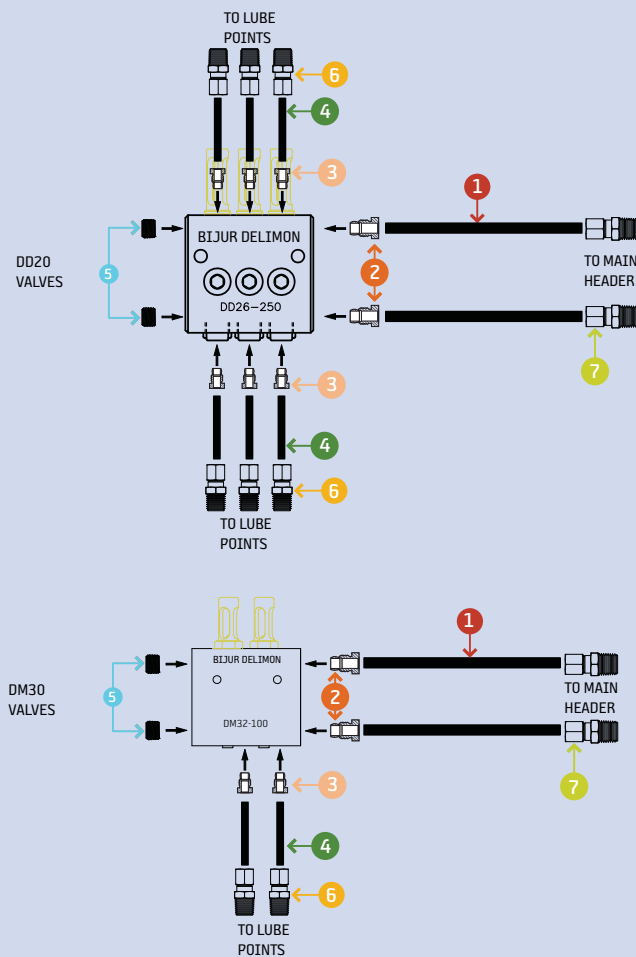 TO LUBE
POINTS
6
4
3
1
BIJUR DELIMON
DD20
VALVES
5
2
TO MAIN
HEADER
DD26-250
7
3
4
6
TO LUBE
POINTS
1
BIJUR DELIMON
DM30
VALVES
5
2
TO MAIN
HEADER
DM32-100
7
3
4
6
TO LUBE
POINTS